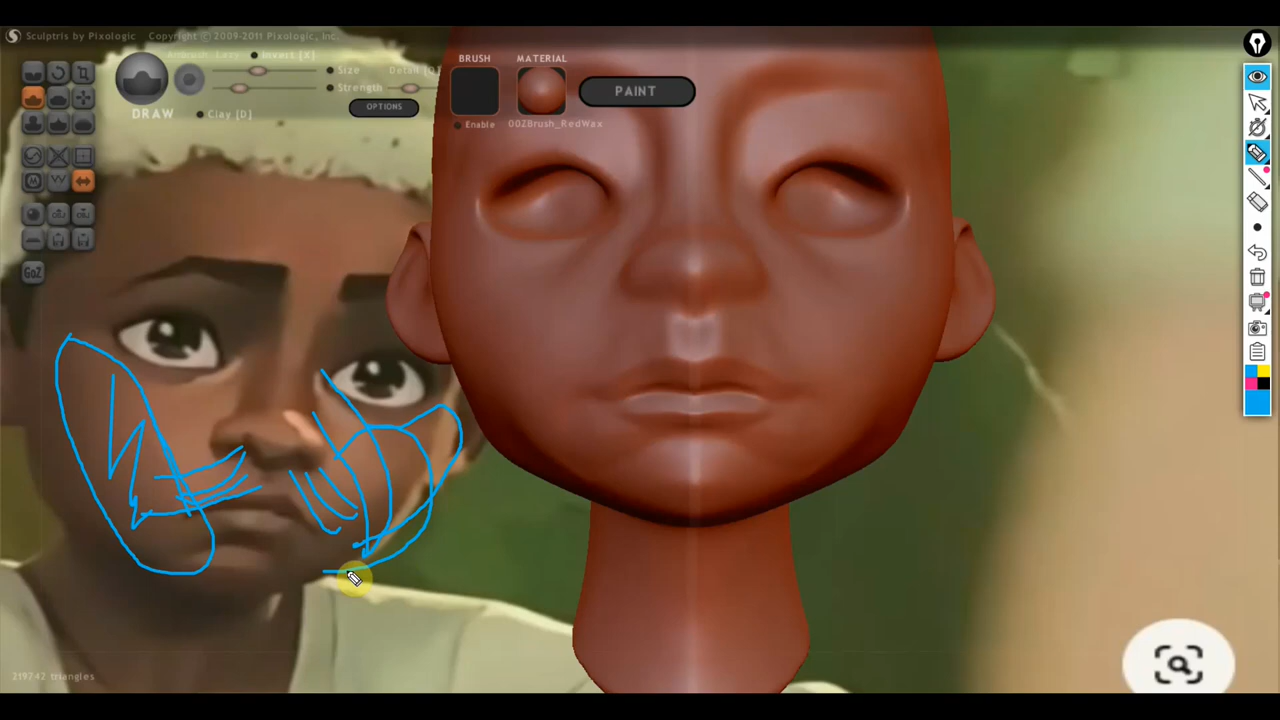 Sculptris by Pixologic Copyright © 2009-2011 Pixologic, Inc.
Invert [X]
Size
Strength
DRAW
Clay [D]
OPTIONS
BRUSH
MATERIAL
PAINT
Enable
00ZBrush_RedWax
GoZ
219742 triangles